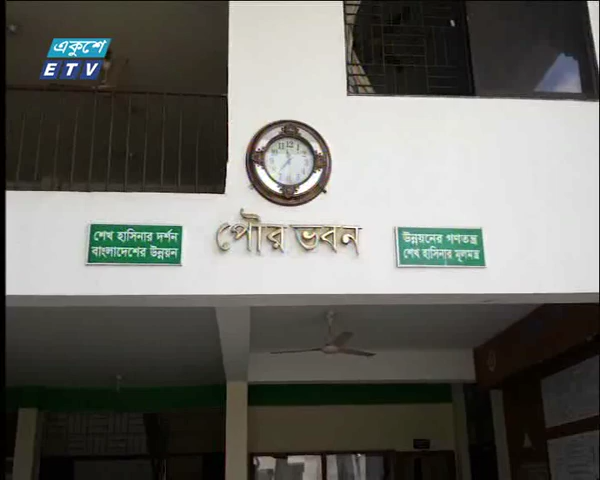 একুশে
ETV
শেখ হাসিনার দর্শন
বাংলাদেশের উন্নয়ন
পৌর ভবন
উন্নয়নের গণতন্ত্র
শেখ হাসিনার মূলমন্ত্র